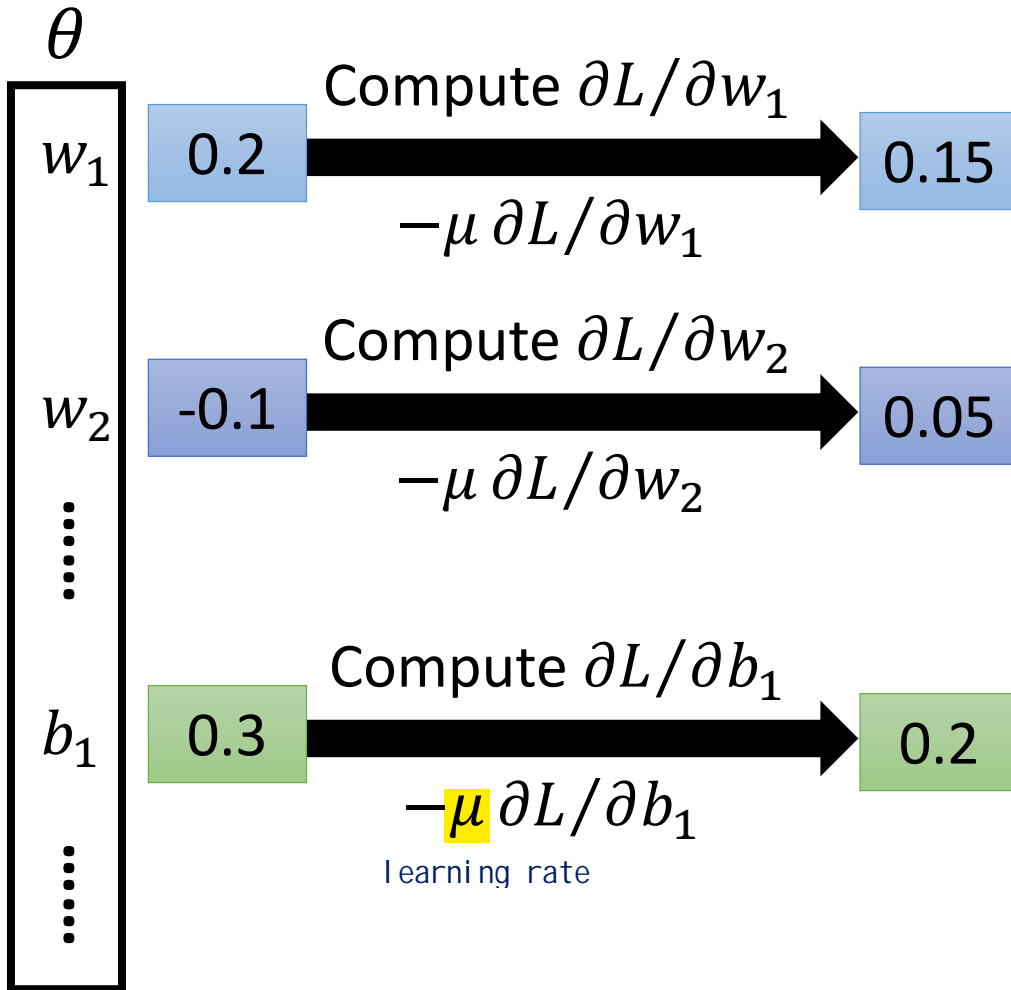 θ
Compute ∂L/∂w₁
w₁ 0.2 0.15
−μ ∂L/∂w₁
Compute ∂L/∂w₂
w₂ -0.1 0.05
−μ ∂L/∂w₂
⋮
Compute ∂L/∂b₁
b₁ 0.3 0.2
−μ ∂L/∂b₁
learning rate
⋮